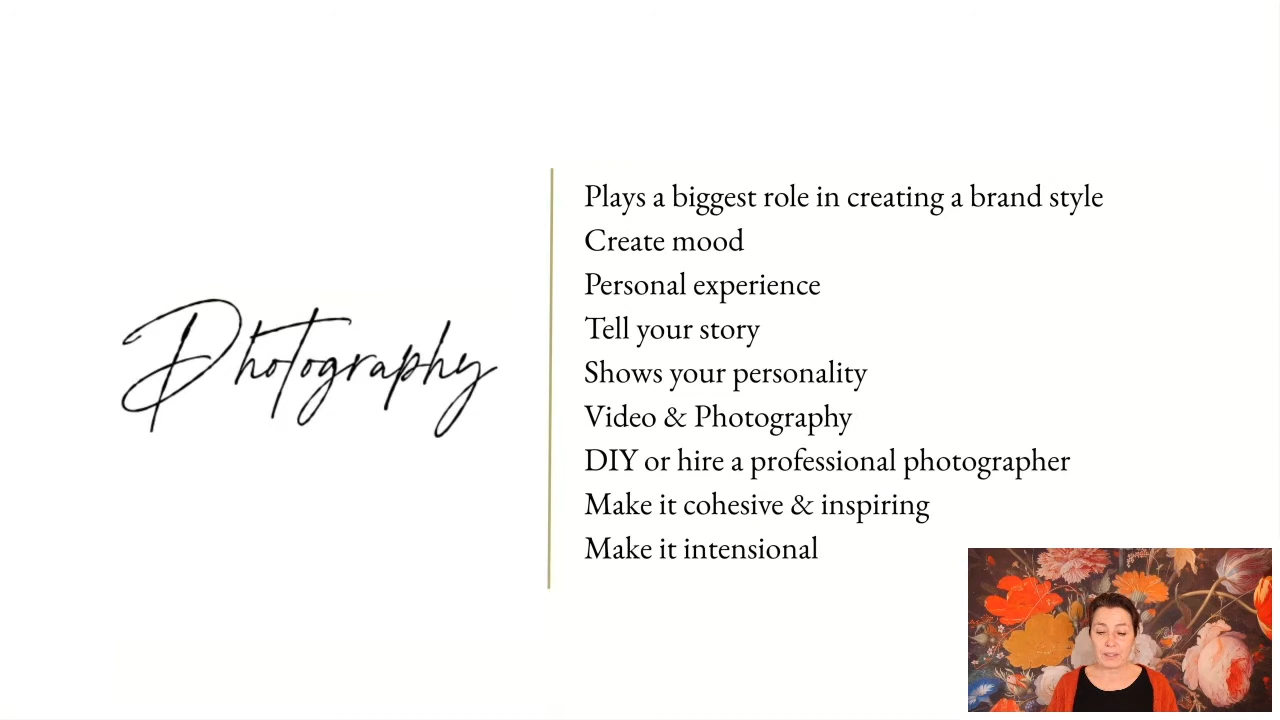 Photography
Plays a biggest role in creating a brand style
Create mood
Personal experience
Tell your story
Shows your personality
Video & Photography
DIY or hire a professional photographer
Make it cohesive & inspiring
Make it intensional